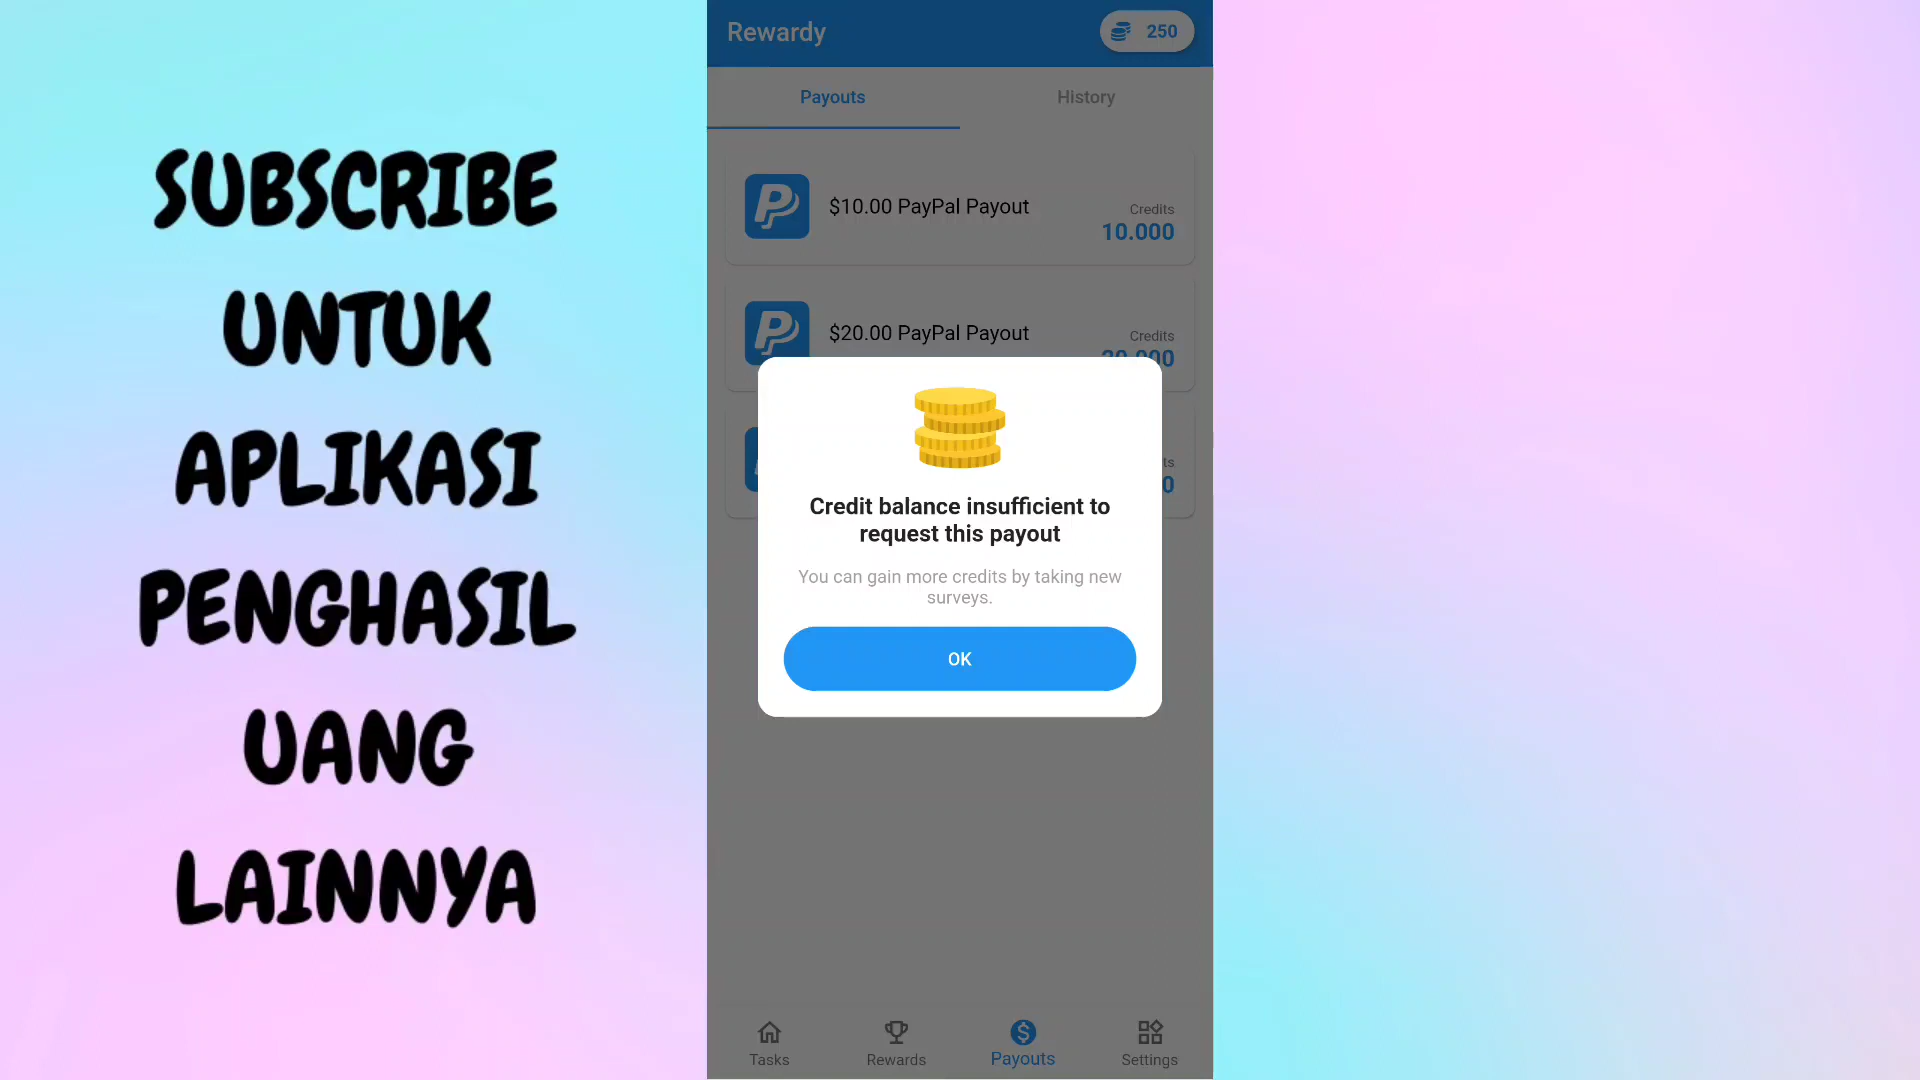 SUBSCRIBE
UNTUK
APLIKASI
PENGHASIL
UANG
LAINNYA
Rewardy
250
Payouts
History
$10.00 PayPal Payout
Credits
10.000
$20.00 PayPal Payout
Credits
Credit balance insufficient to
request this payout
You can gain more credits by taking new
surveys.
OK
Tasks
Rewards
Payouts
Settings